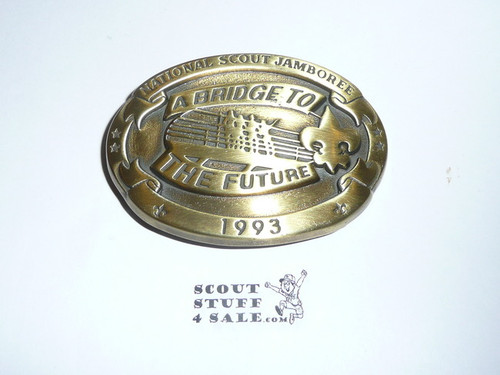 NATIONAL SCOUT JAMBOREE
A BRIDGE TO
THE FUTURE
1993
SCOUT
STUFF
4 SALE.COM